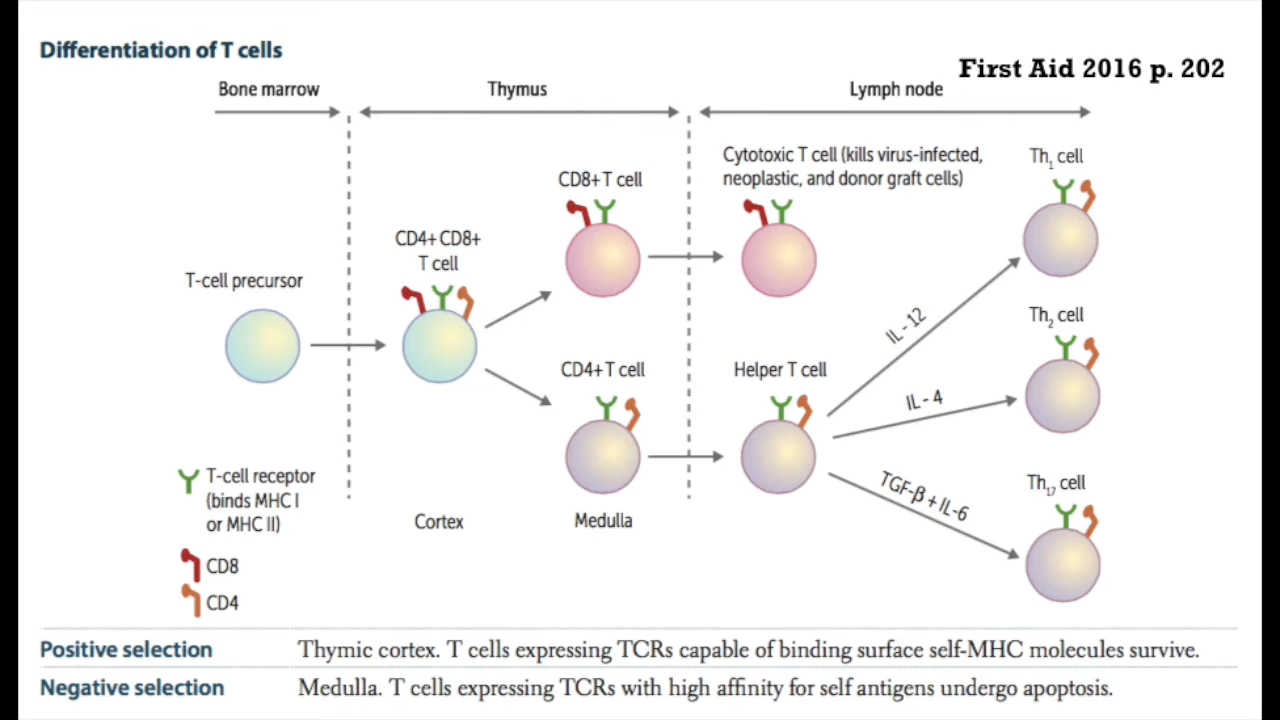 Differentiation of T cells
First Aid 2016 p. 202
Bone marrow
Thymus
Lymph node
Cytotoxic T cell (kills virus-infected,
neoplastic, and donor graft cells)
Th1 cell
CD8+ T cell
CD4+ CD8+
T cell
T-cell precursor
IL-12
Th2 cell
CD4+ T cell
Helper T cell
IL-4
T-cell receptor
(binds MHC I
or MHC II)
TGF-β + IL-6
Th17 cell
Cortex
Medulla
CD8
CD4
Positive selection
Thymic cortex. T cells expressing TCRs capable of binding surface self-MHC molecules survive.
Negative selection
Medulla. T cells expressing TCRs with high affinity for self antigens undergo apoptosis.